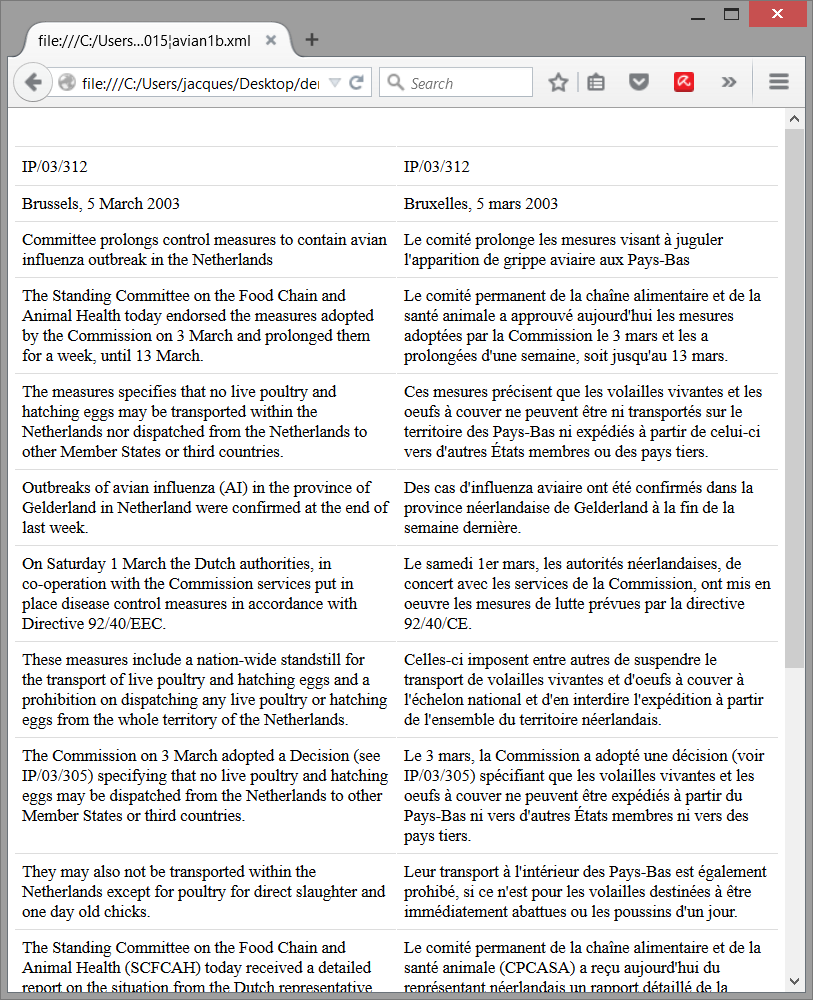 file:///C:/Users...015¦avian1b.xml
file:///C:/Users/jacques/Desktop/de
Search
IP/03/312
IP/03/312
Brussels, 5 March 2003
Bruxelles, 5 mars 2003
Committee prolongs control measures to contain avian
influenza outbreak in the Netherlands
Le comité prolonge les mesures visant à juguler
l'apparition de grippe aviaire aux Pays-Bas
The Standing Committee on the Food Chain and
Animal Health today endorsed the measures adopted
by the Commission on 3 March and prolonged them
for a week, until 13 March.
Le comité permanent de la chaîne alimentaire et de la
santé animale a approuvé aujourd'hui les mesures
adoptées par la Commission le 3 mars et les a
prolongées d'une semaine, soit jusqu'au 13 mars.
The measures specifies that no live poultry and
hatching eggs may be transported within the
Netherlands nor dispatched from the Netherlands to
other Member States or third countries.
Ces mesures précisent que les volailles vivantes et les
oeufs à couver ne peuvent être ni transportés sur le
territoire des Pays-Bas ni expédiés à partir de celui-ci
vers d'autres États membres ou des pays tiers.
Outbreaks of avian influenza (AI) in the province of
Gelderland in Netherland were confirmed at the end of
last week.
Des cas d'influenza aviaire ont été confirmés dans la
province néerlandaise de Gelderland à la fin de la
semaine dernière.
On Saturday 1 March the Dutch authorities, in
co-operation with the Commission services put in
place disease control measures in accordance with
Directive 92/40/EEC.
Le samedi 1er mars, les autorités néerlandaises, de
concert avec les services de la Commission, ont mis en
oeuvre les mesures de lutte prévues par la directive
92/40/CE.
These measures include a nation-wide standstill for
the transport of live poultry and hatching eggs and a
prohibition on dispatching any live poultry or hatching
eggs from the whole territory of the Netherlands.
Celles-ci imposent entre autres de suspendre le
transport de volailles vivantes et d'oeufs à couver à
l'échelon national et d'en interdire l'expédition à partir
de l'ensemble du territoire néerlandais.
The Commission on 3 March adopted a Decision (see
IP/03/305) specifying that no live poultry and hatching
eggs may be dispatched from the Netherlands to other
Member States or third countries.
Le 3 mars, la Commission a adopté une décision (voir
IP/03/305) spécifiant que les volailles vivantes et les
oeufs à couver ne peuvent être expédiés à partir du
Pays-Bas ni vers d'autres États membres ni vers des
pays tiers.
They may also not be transported within the
Netherlands except for poultry for direct slaughter and
one day old chicks.
Leur transport à l'intérieur des Pays-Bas est également
prohibé, si ce n'est pour les volailles destinées à être
immédiatement abattues ou les poussins d'un jour.
The Standing Committee on the Food Chain and
Animal Health (SCFCAH) today received a detailed
report on the situation from the Dutch representative
Le comité permanent de la chaîne alimentaire et de la
santé animale (CPCASA) a reçu aujourd'hui du
représentant néerlandais un rapport détaillé de la